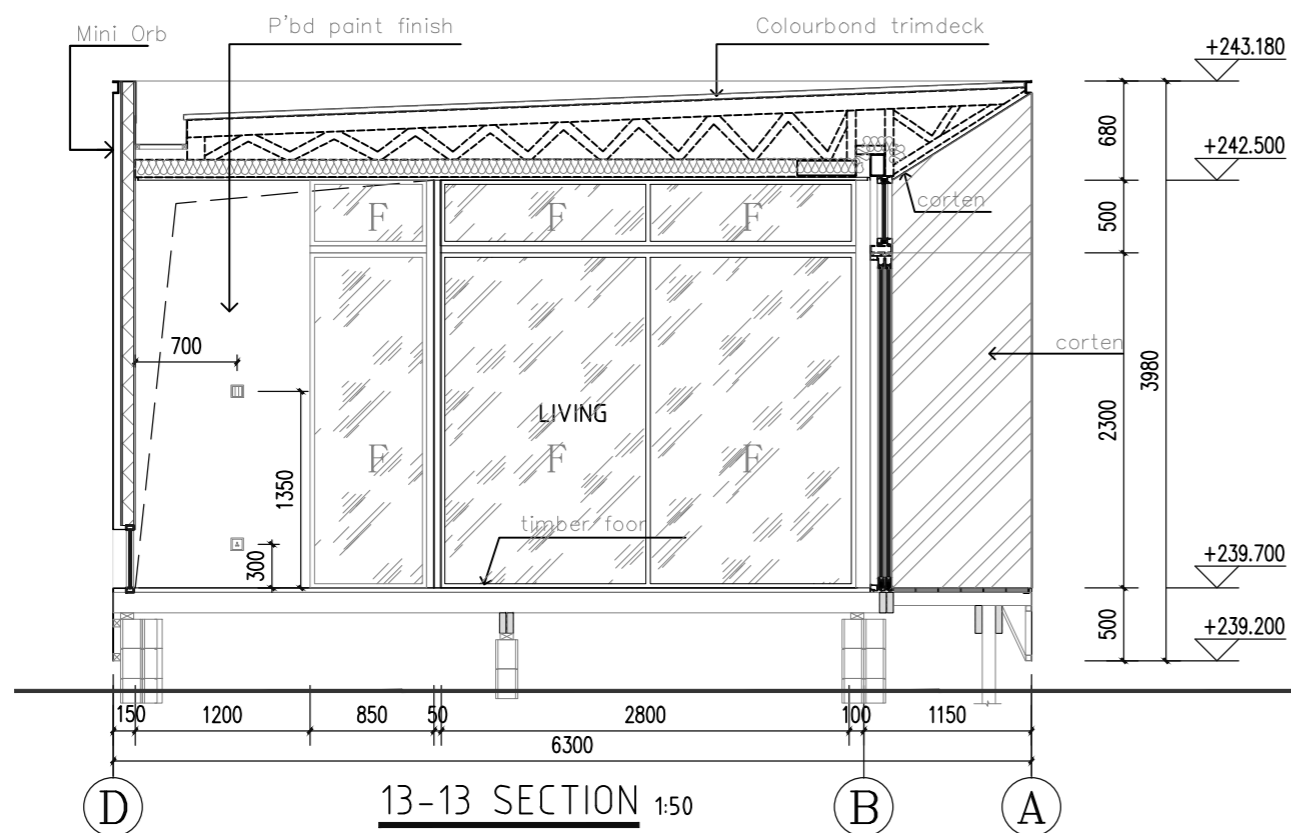 Mini Orb
P'bd paint finish
Colourbond trimdeck
+243.180
680
+242.500
corten
F F F
500
700
corten
3980
2300
LIVING
F F F
1350
timber foor
300
+239.700
500
+239.200
150 1200 850 50 2800 100 1150
6300
D 13-13 SECTION 1:50 B A